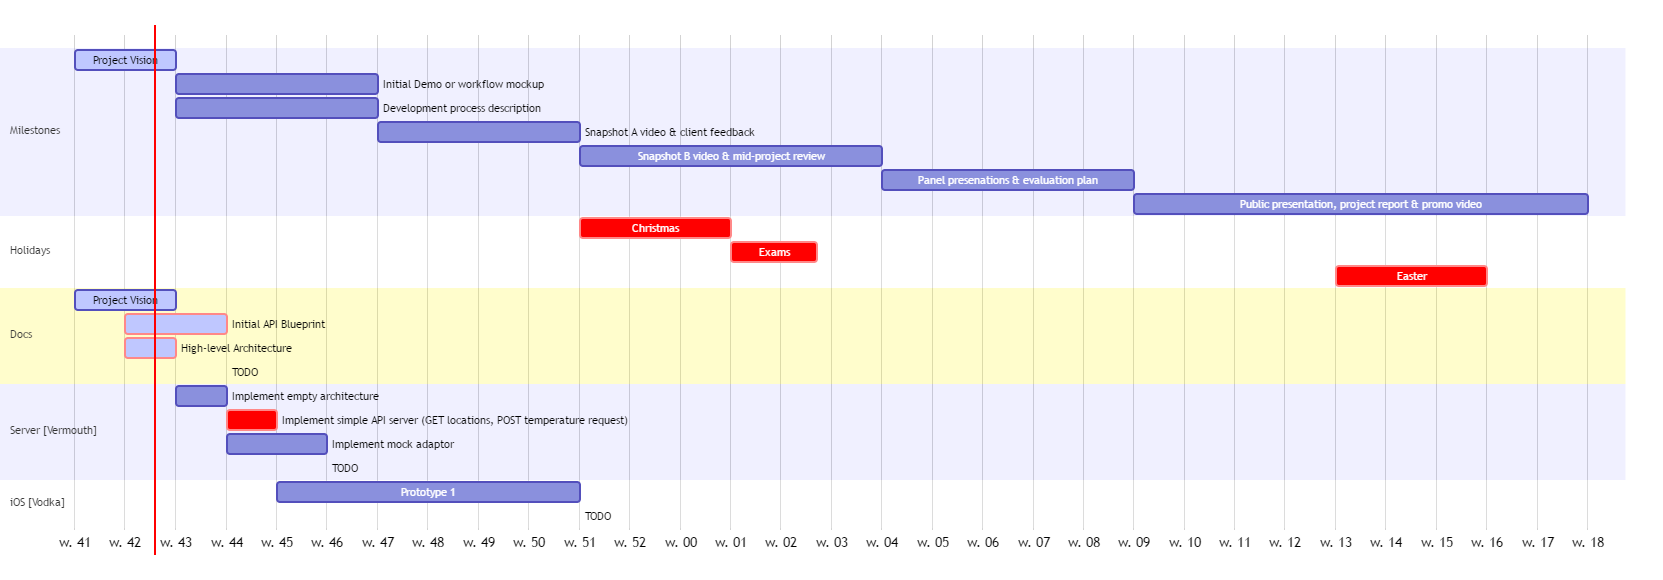 Project Vision
Initial Demo or workflow mockup
Development process description
Milestones
Snapshot A video & client feedback
Snapshot B video & mid-project review
Panel presenations & evaluation plan
Public presentation, project report & promo video
Christmas
Holidays
Exams
Easter
Project Vision
Initial API Blueprint
Docs
High-level Architecture
TODO
Implement empty architecture
Implement simple API server (GET locations, POST temperature request)
Server [Vermouth]
Implement mock adaptor
TODO
Prototype 1
iOS [Vodka]
TODO
w. 41 w. 42 w. 43 w. 44 w. 45 w. 46 w. 47 w. 48 w. 49 w. 50 w. 51 w. 52 w. 00 w. 01 w. 02 w. 03 w. 04 w. 05 w. 06 w. 07 w. 08 w. 09 w. 10 w. 11 w. 12 w. 13 w. 14 w. 15 w. 16 w. 17 w. 18